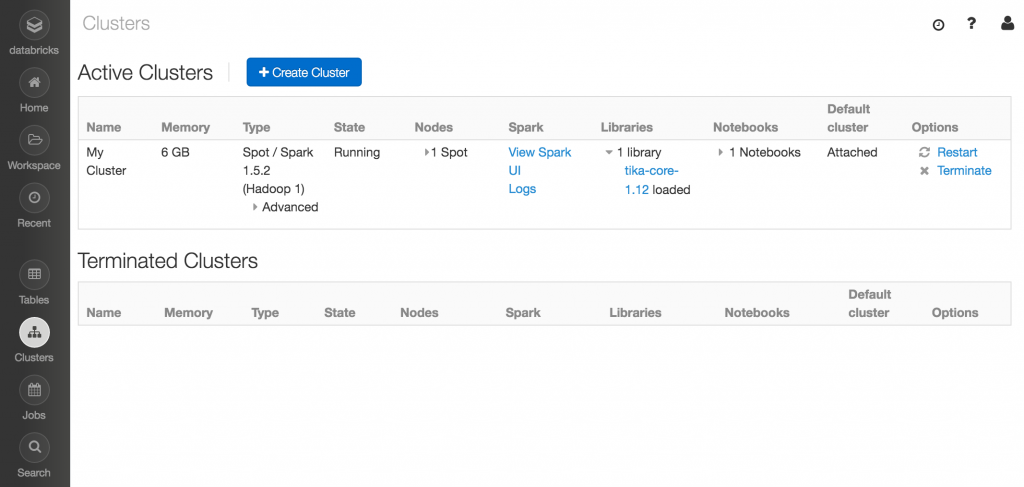 databricks
Home
Workspace
Recent
Tables
Clusters
Jobs
Search
Clusters
?
Active Clusters
+ Create Cluster
Name Memory Type State Nodes Spark Libraries Notebooks Default cluster Options
My Cluster
6 GB
Spot / Spark
1.5.2
(Hadoop 1)
Advanced
Running
1 Spot
View Spark
UI
Logs
1 library
tika-core-
1.12 loaded
1 Notebooks
Attached
Restart
Terminate
Terminated Clusters
Name Memory Type State Nodes Spark Libraries Notebooks Default cluster Options